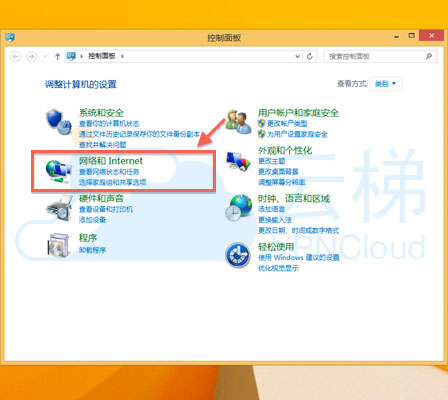 控制面板
控制面板
搜索控制面板
调整计算机的设置
查看方式:
类别
系统和安全
查看你的计算机状态
通过文件历史记录保存你的文件备份副本
查找并解决问题
网络和 Internet
查看网络状态和任务
选择家庭组和共享选项
硬件和声音
查看设备和打印机
添加设备
程序
卸载程序
用户帐户和家庭安全
更改帐户类型
为用户设置家庭安全
外观和个性化
更改主题
更改桌面背景
调整屏幕分辨率
时钟、语言和区域
添加语言
更换输入法
更改日期、时间或数字格式
轻松使用
使用 Windows 建议的设置
优化视觉显示
云梯
VPNCloud